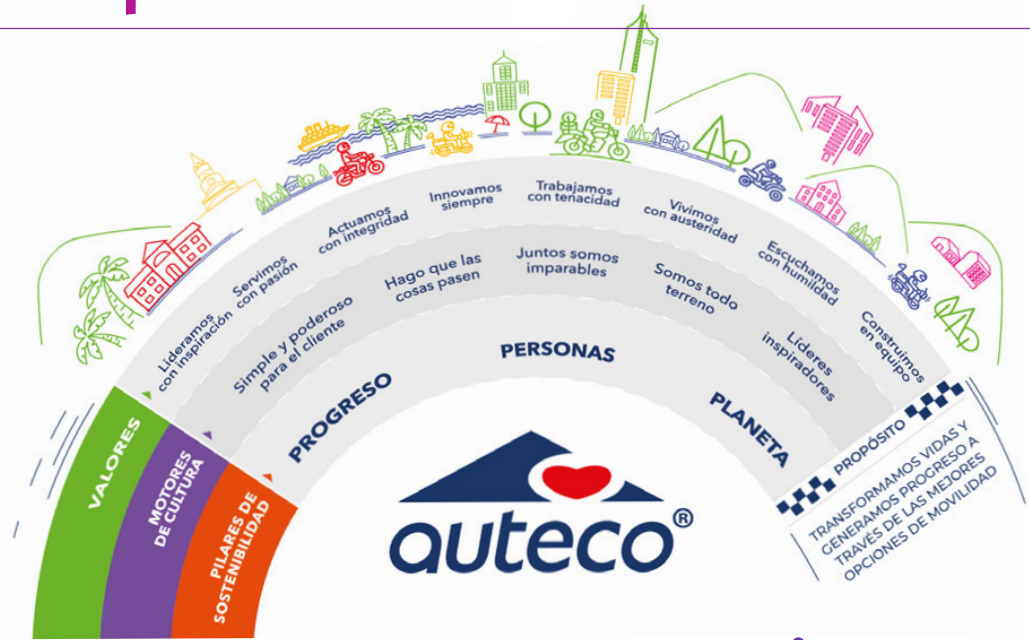 VALORES
Lideramos
con inspiración
Servimos
con pasión
Actuamos
con integridad
Innovamos
siempre
Trabajamos
con tenacidad
Vivimos
con austeridad
Escuchamos
con humildad
Construimos
en equipo
MOTORES
DE CULTURA
Simple y poderoso
para el cliente
Hago que las
cosas pasen
Juntos somos
imparables
Somos todo
terreno
Líderes
inspiradores
PILARES DE
SOSTENIBILIDAD
PROGRESO
PERSONAS
PLANETA
PROPÓSITO
TRANSFORMAMOS VIDAS Y
GENERAMOS PROGRESO A
TRAVÉS DE LAS MEJORES
OPCIONES DE MOVILIDAD
auteco®